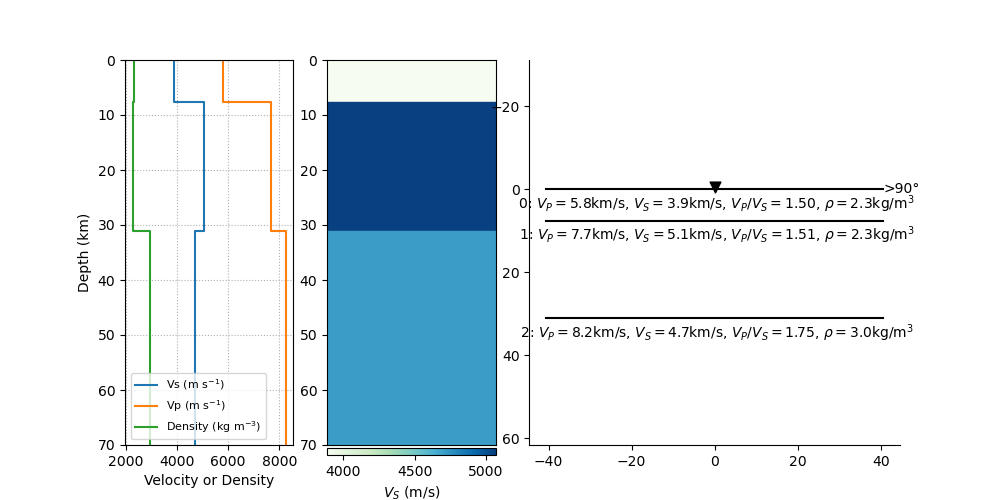 0
10
20
30
40
50
60
70
Depth (km)
2000 4000 6000 8000
Velocity or Density
Vs (m s⁻¹)
Vp (m s⁻¹)
Density (kg m⁻³)
0
10
20
30
40
50
60
70
4000 4500 5000
V_S (m/s)
−20
0
20
40
60
−40 −20 0 20 40
>90°
0: V_P = 5.8km/s, V_S = 3.9km/s, V_P/V_S = 1.50, ρ = 2.3kg/m³
1: V_P = 7.7km/s, V_S = 5.1km/s, V_P/V_S = 1.51, ρ = 2.3kg/m³
2: V_P = 8.2km/s, V_S = 4.7km/s, V_P/V_S = 1.75, ρ = 3.0kg/m³